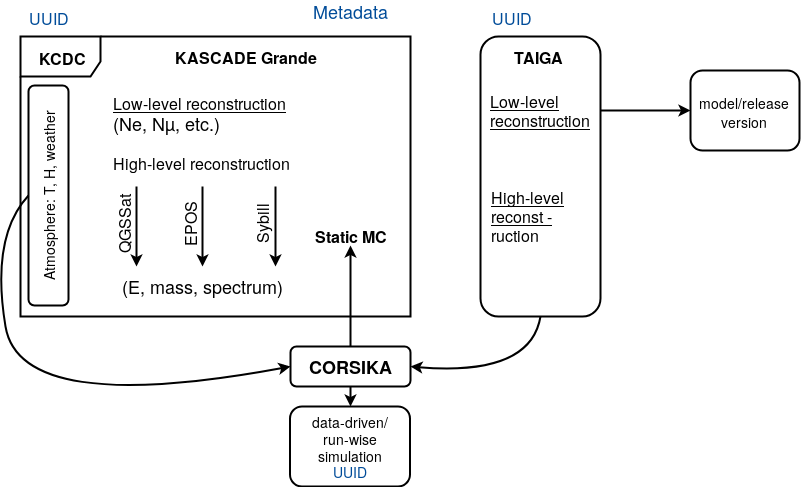 UUID
Metadata
UUID
KCDC
KASCADE Grande
Atmosphere: T, H, weather
Low-level reconstruction
(Ne, Nμ, etc.)
High-level reconstruction
QGSSat
EPOS
Sybill
Static MC
(E, mass, spectrum)
TAIGA
Low-level
reconstruction
High-level
reconst -
ruction
model/release
version
CORSIKA
data-driven/
run-wise
simulation
UUID